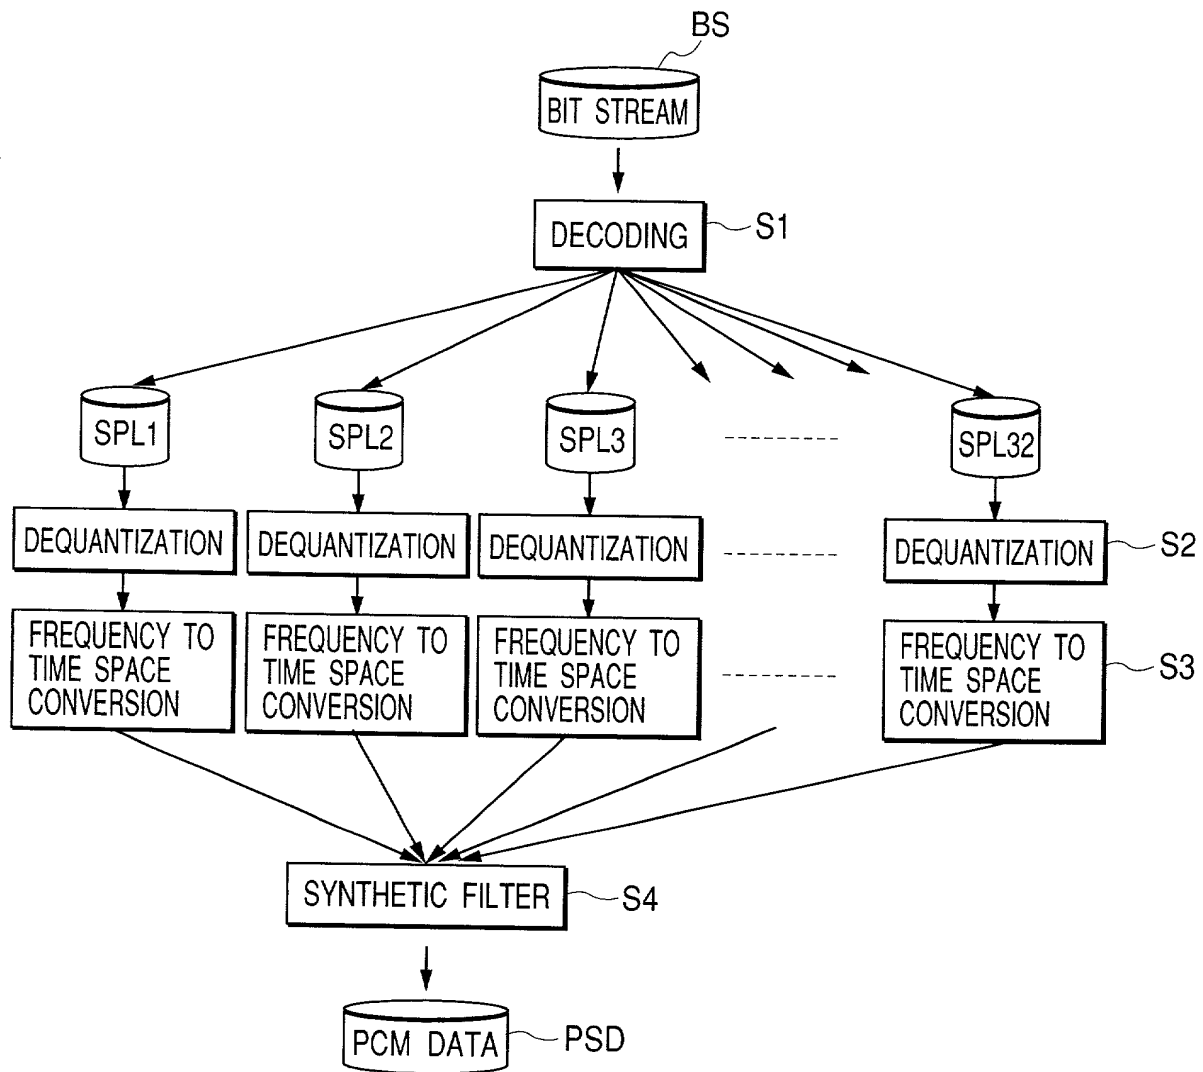 BS
BIT STREAM
DECODING
S1
SPL1
SPL2
SPL3
SPL32
DEQUANTIZATION
DEQUANTIZATION
DEQUANTIZATION
DEQUANTIZATION
S2
FREQUENCY TO
TIME SPACE
CONVERSION
FREQUENCY TO
TIME SPACE
CONVERSION
FREQUENCY TO
TIME SPACE
CONVERSION
FREQUENCY TO
TIME SPACE
CONVERSION
S3
SYNTHETIC FILTER
S4
PCM DATA
PSD